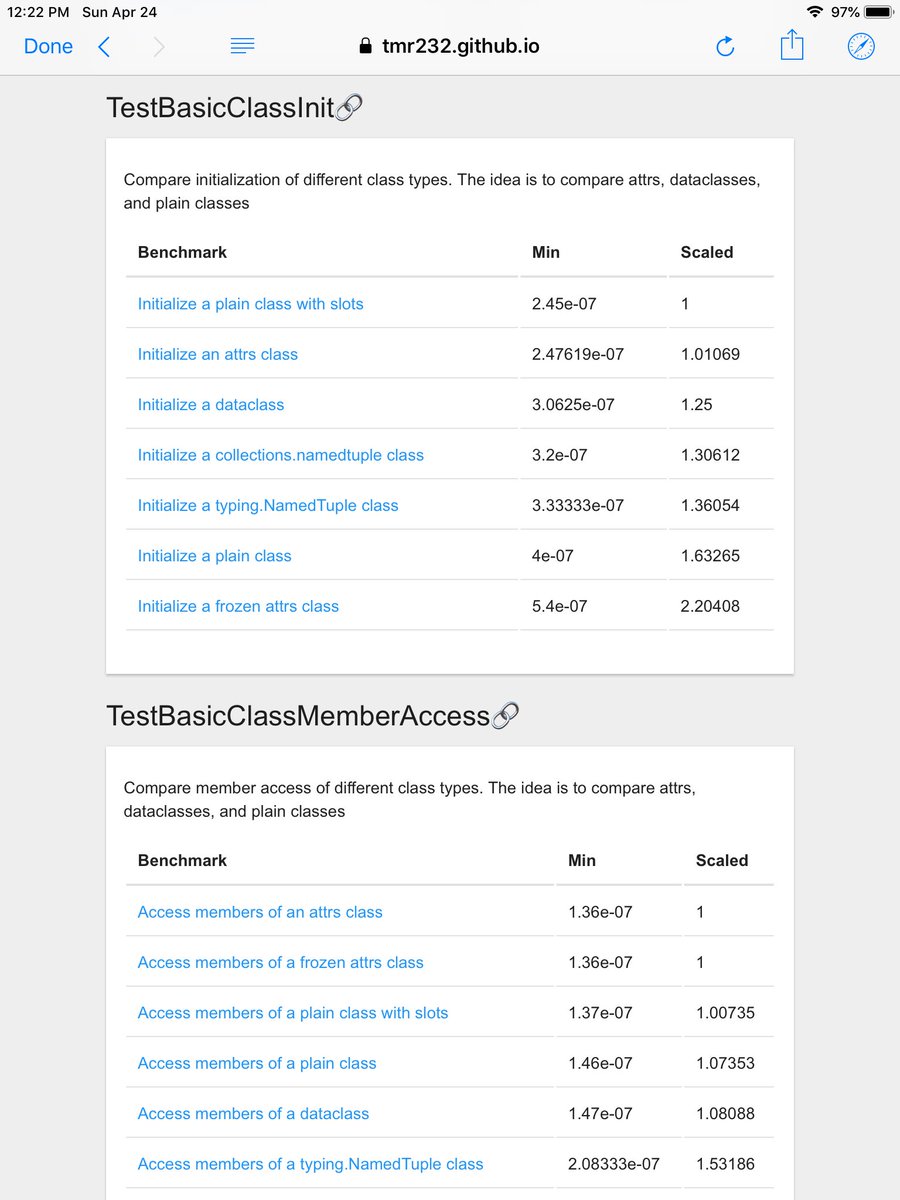 12:22 PM Sun Apr 24 97%
Done tmr232.github.io
TestBasicClassInit🔗
Compare initialization of different class types. The idea is to compare attrs, dataclasses,
and plain classes
Benchmark Min Scaled
Initialize a plain class with slots 2.45e-07 1
Initialize an attrs class 2.47619e-07 1.01069
Initialize a dataclass 3.0625e-07 1.25
Initialize a collections.namedtuple class 3.2e-07 1.30612
Initialize a typing.NamedTuple class 3.33333e-07 1.36054
Initialize a plain class 4e-07 1.63265
Initialize a frozen attrs class 5.4e-07 2.20408
TestBasicClassMemberAccess🔗
Compare member access of different class types. The idea is to compare attrs,
dataclasses, and plain classes
Benchmark Min Scaled
Access members of an attrs class 1.36e-07 1
Access members of a frozen attrs class 1.36e-07 1
Access members of a plain class with slots 1.37e-07 1.00735
Access members of a plain class 1.46e-07 1.07353
Access members of a dataclass 1.47e-07 1.08088
Access members of a typing.NamedTuple class 2.08333e-07 1.53186